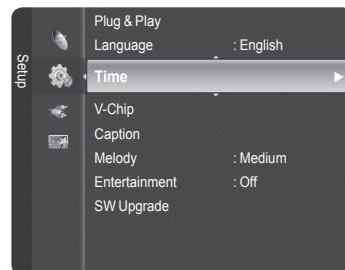 Setup
Plug & Play
Language : English
Time
V-Chip
Caption
Melody : Medium
Entertainment : Off
SW Upgrade